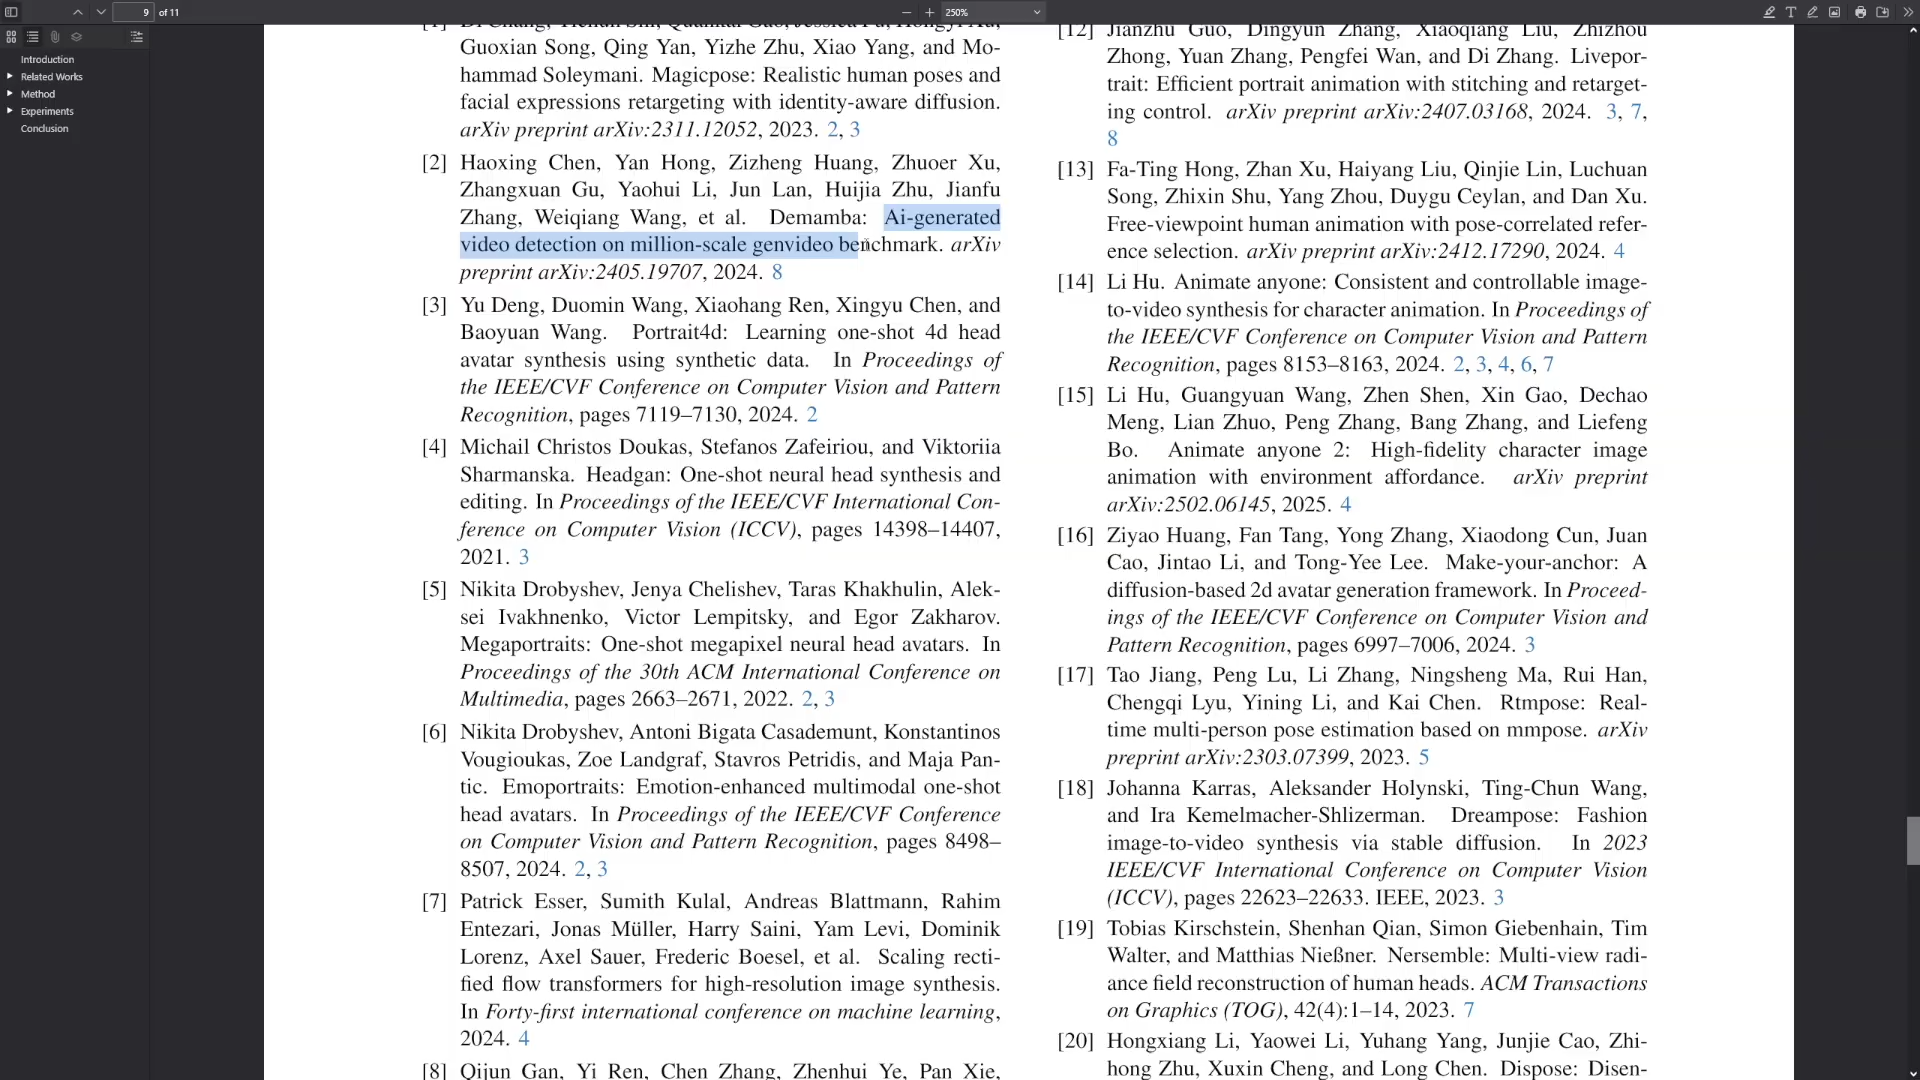 9 of 11
250%
Introduction
Related Works
Method
Experiments
Conclusion
Guoxian Song, Qing Yan, Yizhe Zhu, Xiao Yang, and Mo-
hammad Soleymani. Magicpose: Realistic human poses and
facial expressions retargeting with identity-aware diffusion.
arXiv preprint arXiv:2311.12052, 2023. 2, 3
[2] Haoxing Chen, Yan Hong, Zizheng Huang, Zhuoer Xu,
Zhangxuan Gu, Yaohui Li, Jun Lan, Huijia Zhu, Jianfu
Zhang, Weiqiang Wang, et al. Demamba: Ai-generated
video detection on million-scale genvideo benchmark. arXiv
preprint arXiv:2405.19707, 2024. 8
[3] Yu Deng, Duomin Wang, Xiaohang Ren, Xingyu Chen, and
Baoyuan Wang. Portrait4d: Learning one-shot 4d head
avatar synthesis using synthetic data. In Proceedings of
the IEEE/CVF Conference on Computer Vision and Pattern
Recognition, pages 7119–7130, 2024. 2
[4] Michail Christos Doukas, Stefanos Zafeiriou, and Viktoriia
Sharmanska. Headgan: One-shot neural head synthesis and
editing. In Proceedings of the IEEE/CVF International Con-
ference on Computer Vision (ICCV), pages 14398–14407,
2021. 3
[5] Nikita Drobyshev, Jenya Chelishev, Taras Khakhulin, Alek-
sei Ivakhnenko, Victor Lempitsky, and Egor Zakharov.
Megaportraits: One-shot megapixel neural head avatars. In
Proceedings of the 30th ACM International Conference on
Multimedia, pages 2663–2671, 2022. 2, 3
[6] Nikita Drobyshev, Antoni Bigata Casademunt, Konstantinos
Vougioukas, Zoe Landgraf, Stavros Petridis, and Maja Pan-
tic. Emoportraits: Emotion-enhanced multimodal one-shot
head avatars. In Proceedings of the IEEE/CVF Conference
on Computer Vision and Pattern Recognition, pages 8498–
8507, 2024. 2, 3
[7] Patrick Esser, Sumith Kulal, Andreas Blattmann, Rahim
Entezari, Jonas Müller, Harry Saini, Yam Levi, Dominik
Lorenz, Axel Sauer, Frederic Boesel, et al. Scaling recti-
fied flow transformers for high-resolution image synthesis.
In Forty-first international conference on machine learning,
2024. 4
[8] Qijun Gan, Yi Ren, Chen Zhang, Zhenhui Ye, Pan Xie,
[12] Jianzhu Guo, Dingyun Zhang, Xiaoqiang Liu, Zhizhou
Zhong, Yuan Zhang, Pengfei Wan, and Di Zhang. Livepor-
trait: Efficient portrait animation with stitching and retarget-
ing control. arXiv preprint arXiv:2407.03168, 2024. 3, 7,
8
[13] Fa-Ting Hong, Zhan Xu, Haiyang Liu, Qinjie Lin, Luchuan
Song, Zhixin Shu, Yang Zhou, Duygu Ceylan, and Dan Xu.
Free-viewpoint human animation with pose-correlated refer-
ence selection. arXiv preprint arXiv:2412.17290, 2024. 4
[14] Li Hu. Animate anyone: Consistent and controllable image-
to-video synthesis for character animation. In Proceedings of
the IEEE/CVF Conference on Computer Vision and Pattern
Recognition, pages 8153–8163, 2024. 2, 3, 4, 6, 7
[15] Li Hu, Guangyuan Wang, Zhen Shen, Xin Gao, Dechao
Meng, Lian Zhuo, Peng Zhang, Bang Zhang, and Liefeng
Bo. Animate anyone 2: High-fidelity character image
animation with environment affordance. arXiv preprint
arXiv:2502.06145, 2025. 4
[16] Ziyao Huang, Fan Tang, Yong Zhang, Xiaodong Cun, Juan
Cao, Jintao Li, and Tong-Yee Lee. Make-your-anchor: A
diffusion-based 2d avatar generation framework. In Proceed-
ings of the IEEE/CVF Conference on Computer Vision and
Pattern Recognition, pages 6997–7006, 2024. 3
[17] Tao Jiang, Peng Lu, Li Zhang, Ningsheng Ma, Rui Han,
Chengqi Lyu, Yining Li, and Kai Chen. Rtmpose: Real-
time multi-person pose estimation based on mmpose. arXiv
preprint arXiv:2303.07399, 2023. 5
[18] Johanna Karras, Aleksander Holynski, Ting-Chun Wang,
and Ira Kemelmacher-Shlizerman. Dreampose: Fashion
image-to-video synthesis via stable diffusion. In 2023
IEEE/CVF International Conference on Computer Vision
(ICCV), pages 22623–22633. IEEE, 2023. 3
[19] Tobias Kirschstein, Shenhan Qian, Simon Giebenhain, Tim
Walter, and Matthias Nießner. Nersemble: Multi-view radi-
ance field reconstruction of human heads. ACM Transactions
on Graphics (TOG), 42(4):1–14, 2023. 7
[20] Hongxiang Li, Yaowei Li, Yuhang Yang, Junjie Cao, Zhi-
hong Zhu, Xuxin Cheng, and Long Chen. Dispose: Disen-